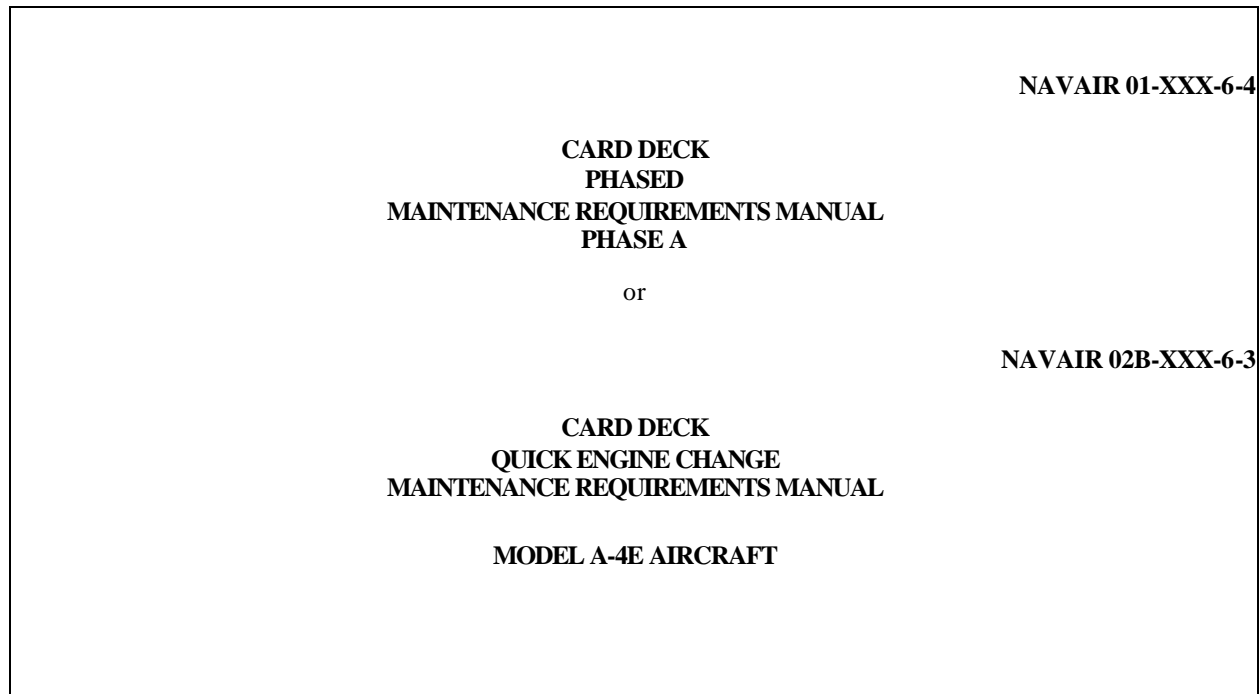 NAVAIR 01-XXX-6-4
CARD DECK
PHASED
MAINTENANCE REQUIREMENTS MANUAL
PHASE A
or
NAVAIR 02B-XXX-6-3
CARD DECK
QUICK ENGINE CHANGE
MAINTENANCE REQUIREMENTS MANUAL
MODEL A-4E AIRCRAFT